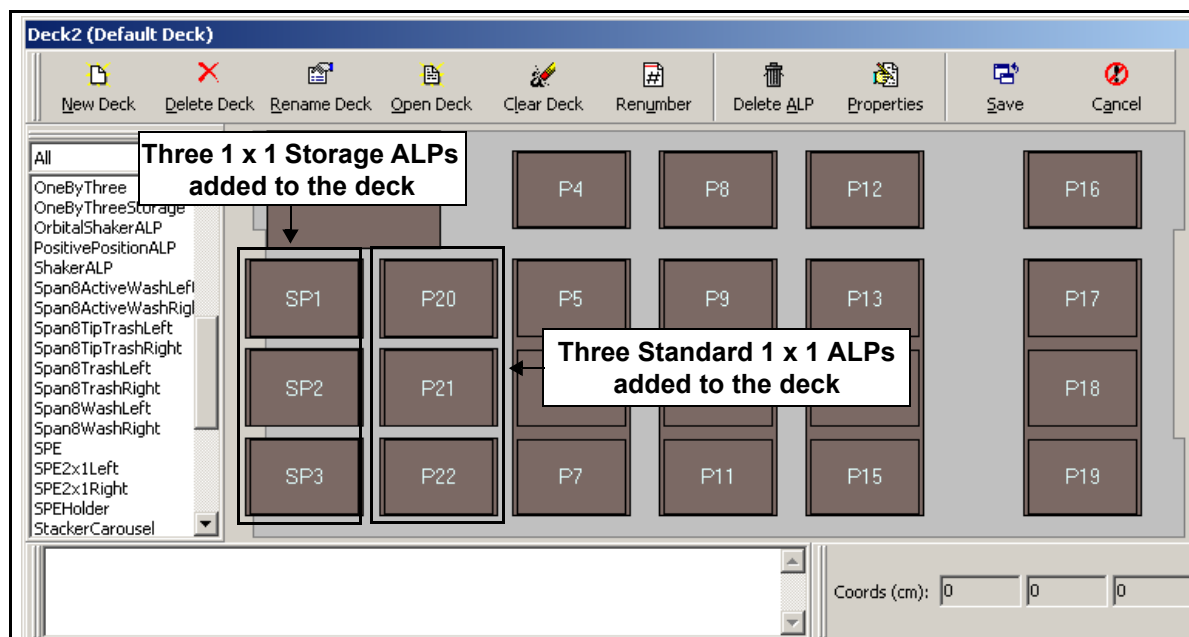 Deck2 (Default Deck)
New Deck
Delete Deck
Rename Deck
Open Deck
Clear Deck
Renumber
Delete ALP
Properties
Save
Cancel
All
OneByThree
OneByThreeStorage
OrbitalShakerALP
PositivePositionALP
ShakerALP
Span8ActiveWashLeft
Span8ActiveWashRig
Span8TipTrashLeft
Span8TipTrashRight
Span8TrashLeft
Span8TrashRight
Span8WashLeft
Span8WashRight
SPE
SPE2x1Left
SPE2x1Right
SPEHolder
StackerCarousel
Three 1 x 1 Storage ALPs
added to the deck
P4
P8
P12
P16
SP1
P20
P5
P9
P13
P17
Three Standard 1 x 1 ALPs
added to the deck
SP2
P21
P18
SP3
P22
P7
P11
P15
P19
Coords (cm):
0
0
0